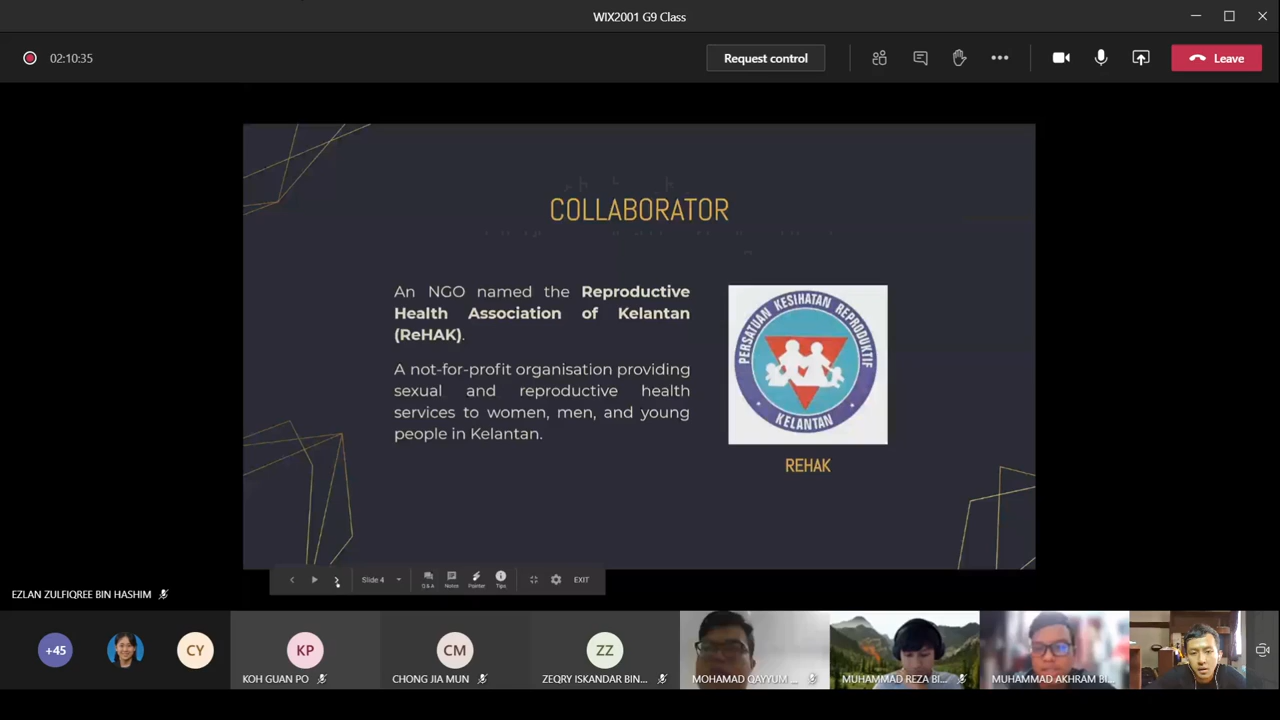 WIX2001 G9 Class
02:10:35
Request control
Leave
COLLABORATOR
An NGO named the Reproductive
Health Association of Kelantan
(ReHAK).
A not-for-profit organisation providing
sexual and reproductive health
services to women, men, and young
people in Kelantan.
PERSATUAN KESIHATAN REPRODUKTIF
KELANTAN
REHAK
Slide 4
Q&A
Notes
Pointer
Tips
EXIT
EZLAN ZULFIQREE BIN HASHIM
+45
CY
KP
KOH GUAN PO
CM
CHONG JIA MUN
ZZ
ZEQRY ISKANDAR BIN...
MOHAMAD QAYYUM ...
MUHAMMAD REZA BI...
MUHAMMAD AKHRAM BI...